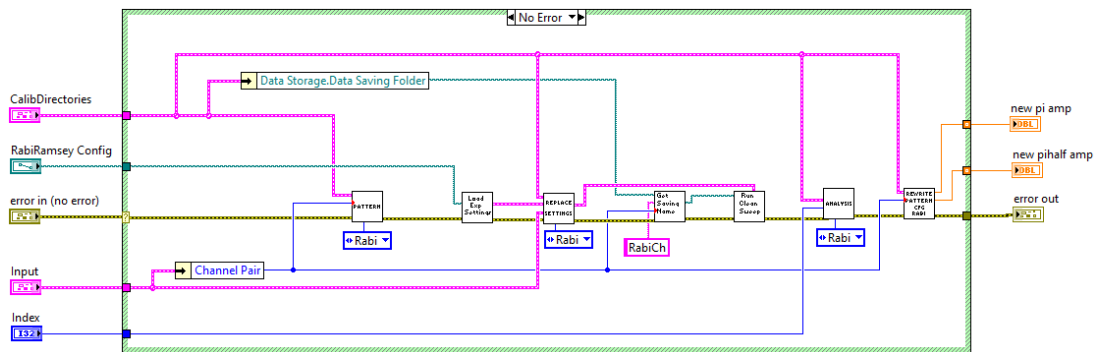 No Error
Data Storage.Data Saving Folder
CalibDirectories
new pi amp
DBL
RabiRamsey Config
new pihalf amp
DBL
error in (no error)
PATTERN
Load
Exp
Settings
REPLACE
SETTINGS
Get
Saving
Name
Run
Clean
Sweep
ANALYSIS
REWRITE
PATTERN
CFG
RABI
error out
Rabi
Rabi
RabiCh
Rabi
Input
Channel Pair
Index
I32